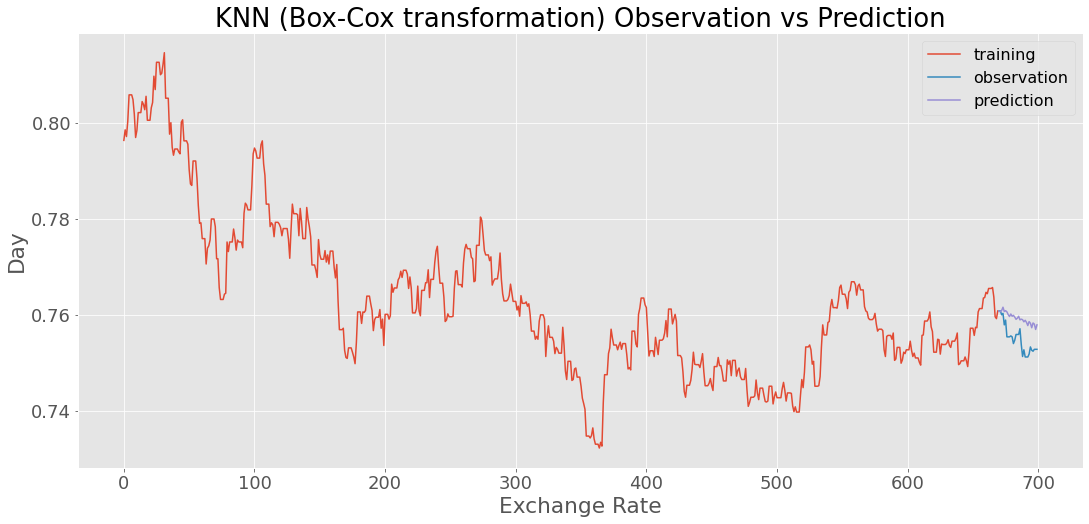 KNN (Box-Cox transformation) Observation vs Prediction
training
observation
prediction
0.80
0.78
0.76
0.74
Day
0 100 200 300 400 500 600 700
Exchange Rate